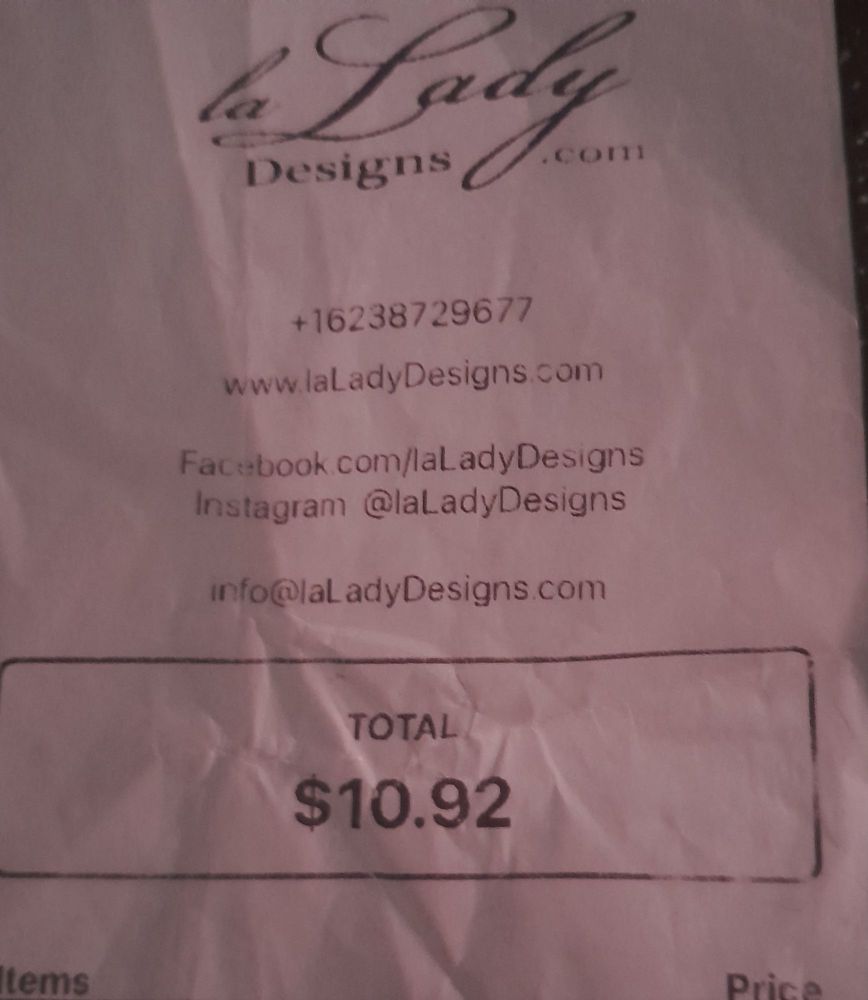 la Lady
Designs .com
+16238729677
www.laLadyDesigns.com
Facebook.com/laLadyDesigns
Instagram @laLadyDesigns
info@laLadyDesigns.com
TOTAL
$10.92
Items Price